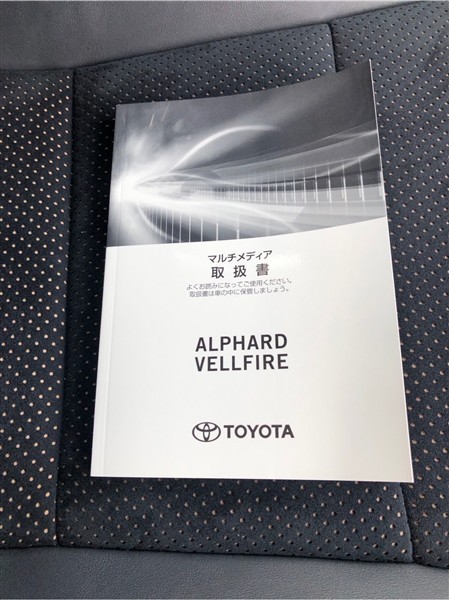 マルチメディア
取扱書
よくお読みになってご使用ください。
取扱書は車の中に保管しましょう。
ALPHARD
VELLFIRE
TOYOTA